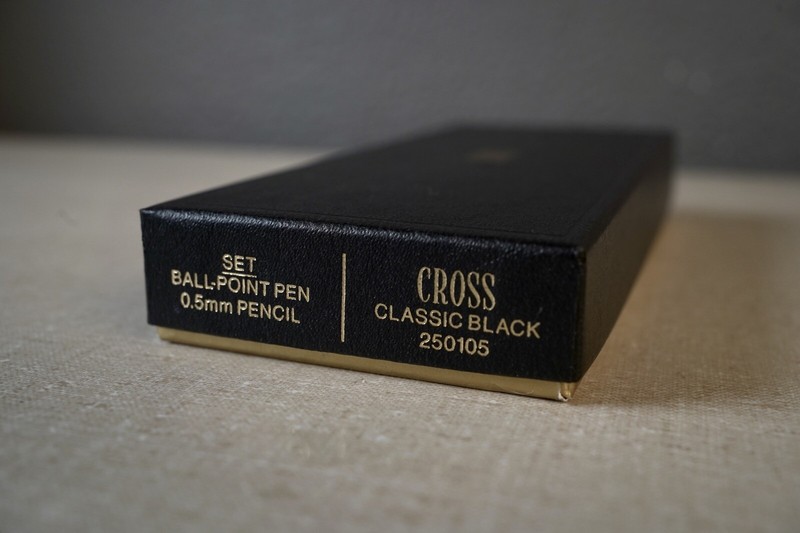 SET
BALL-POINT PEN
0.5mm PENCIL
CROSS
CLASSIC BLACK
250105